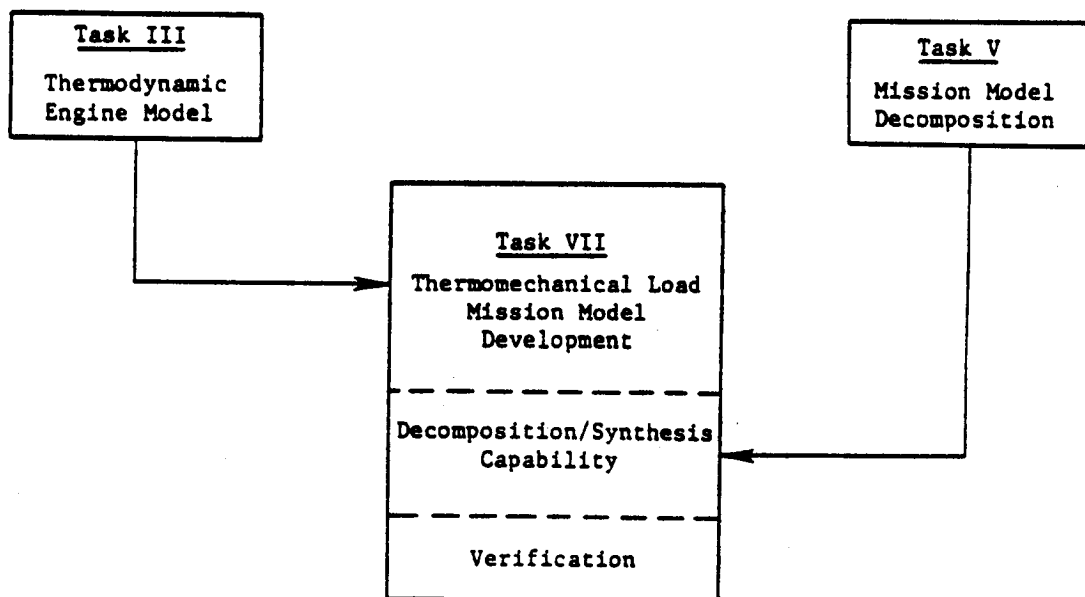 Task III
Thermodynamic
Engine Model
Task V
Mission Model
Decomposition
Task VII
Thermomechanical Load
Mission Model
Development
Decomposition/Synthesis
Capability
Verification